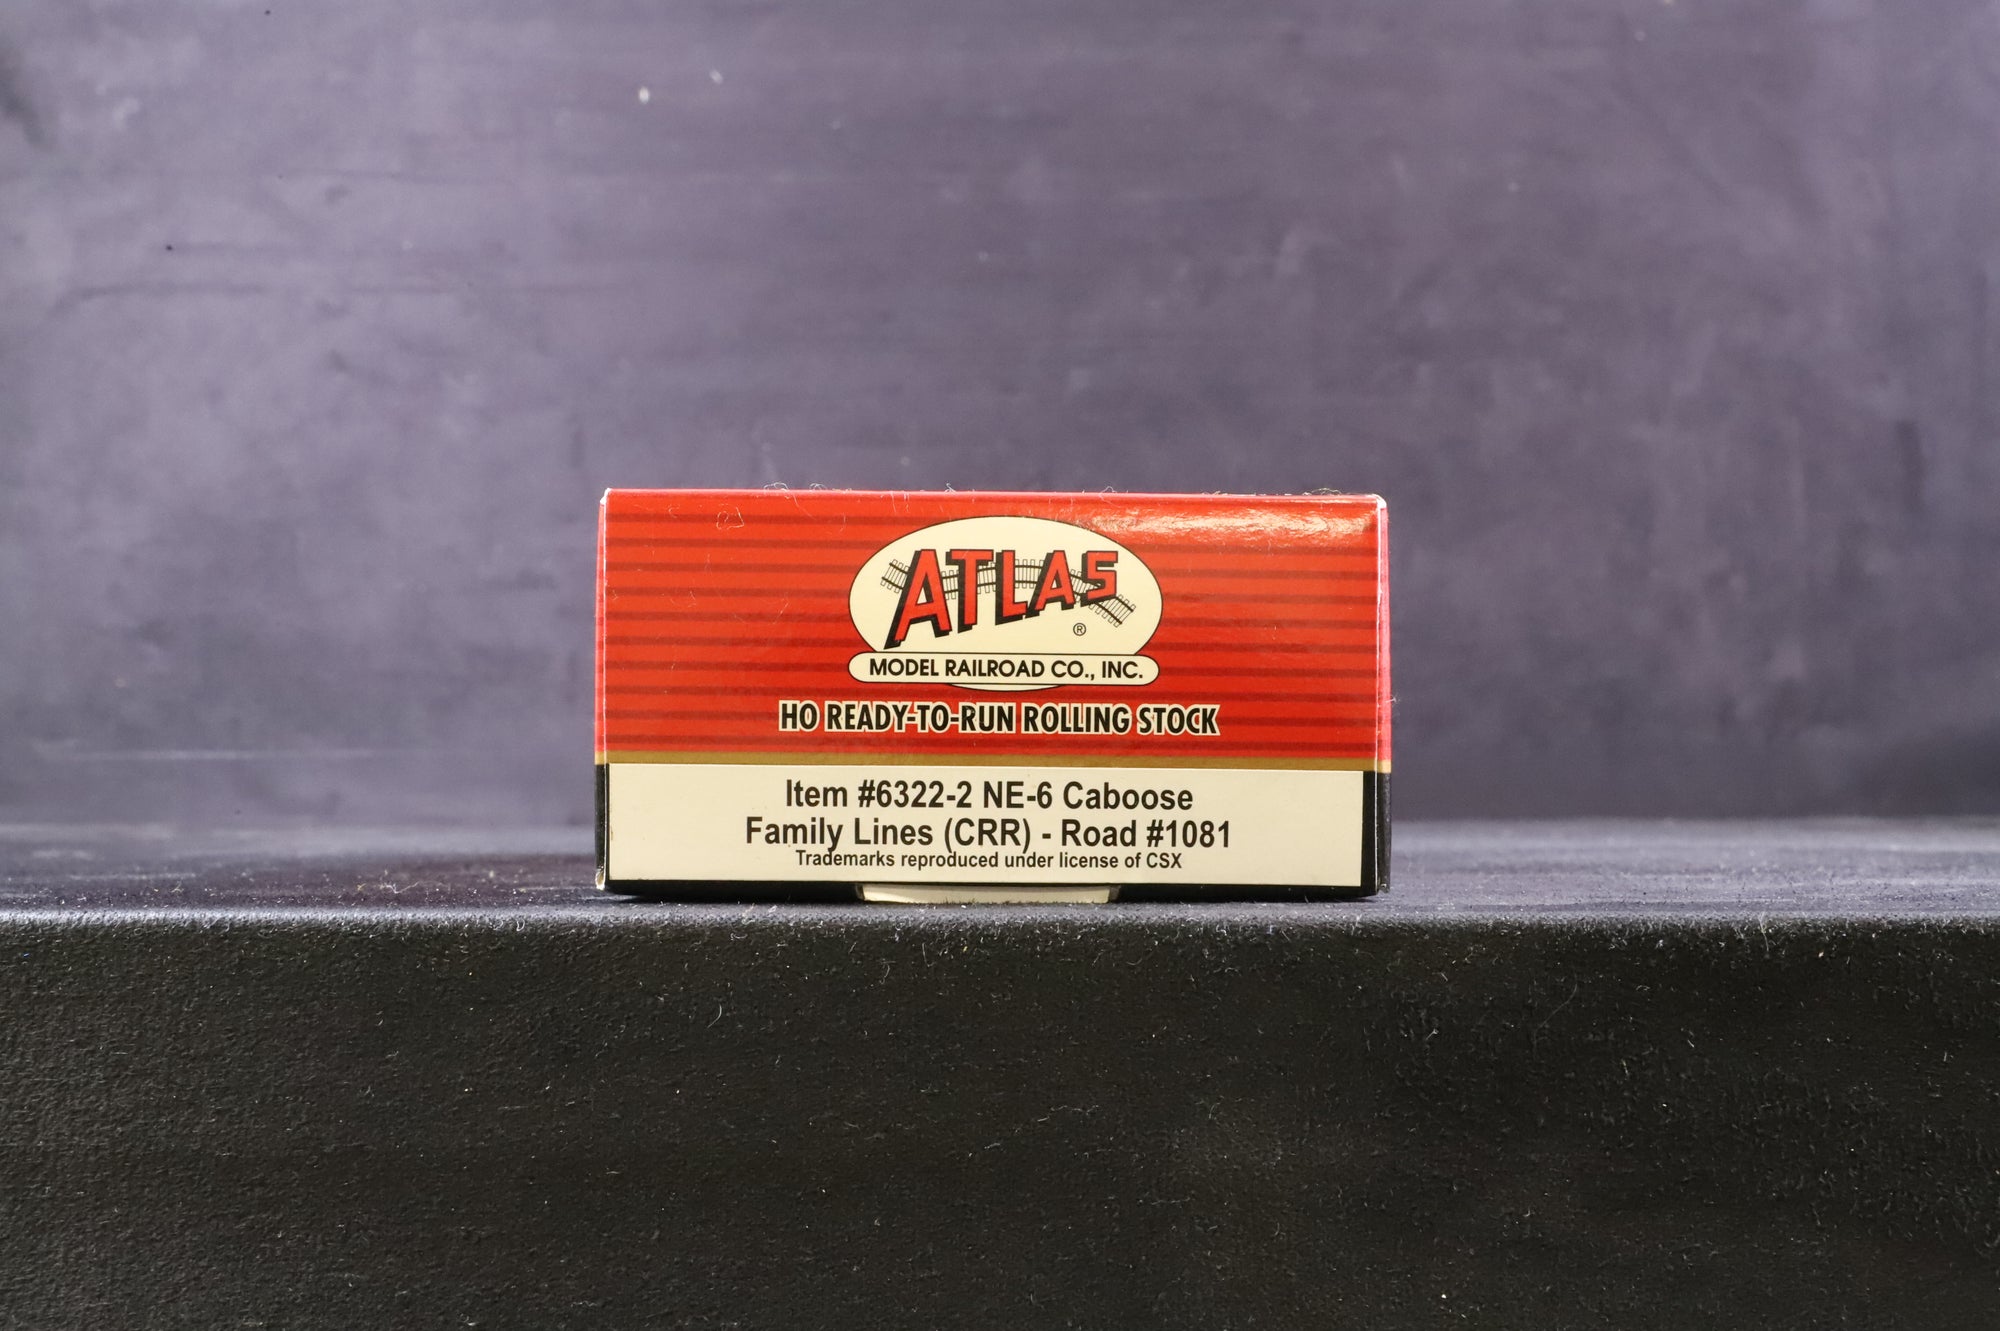 ATLAS
®
MODEL RAILROAD CO., INC.
HO READY-TO-RUN ROLLING STOCK
Item #6322-2 NE-6 Caboose
Family Lines (CRR) - Road #1081
Trademarks reproduced under license of CSX